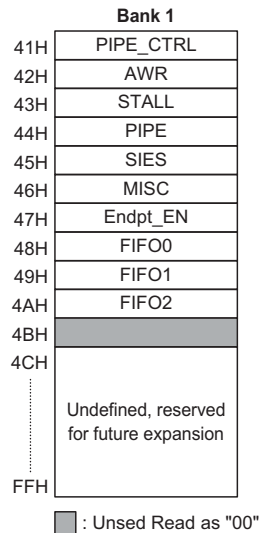 Bank 1
41H PIPE_CTRL
42H AWR
43H STALL
44H PIPE
45H SIES
46H MISC
47H Endpt_EN
48H FIFO0
49H FIFO1
4AH FIFO2
4BH
4CH
Undefined, reserved
for future expansion
FFH
: Unsed Read as "00"